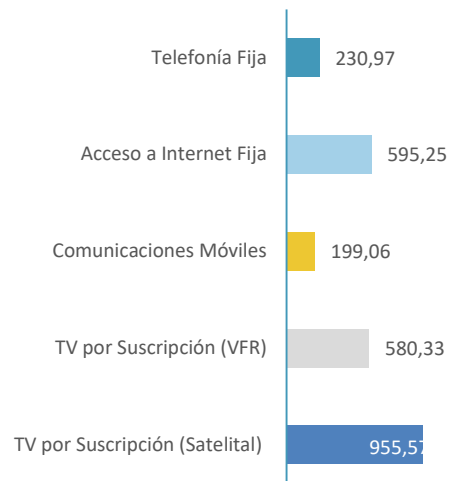 Telefonía Fija 230,97
Acceso a Internet Fija 595,25
Comunicaciones Móviles 199,06
TV por Suscripción (VFR) 580,33
TV por Suscripción (Satelital) 955,57